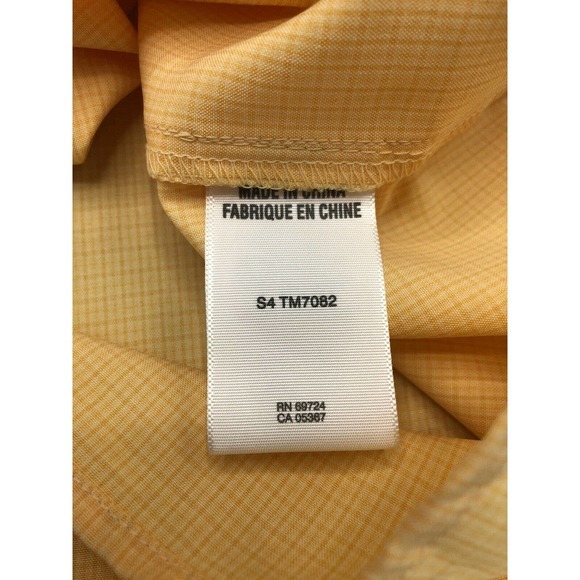 MADE IN CHINA
FABRIQUE EN CHINE
S4 TM7082
RN 69724
CA 05367